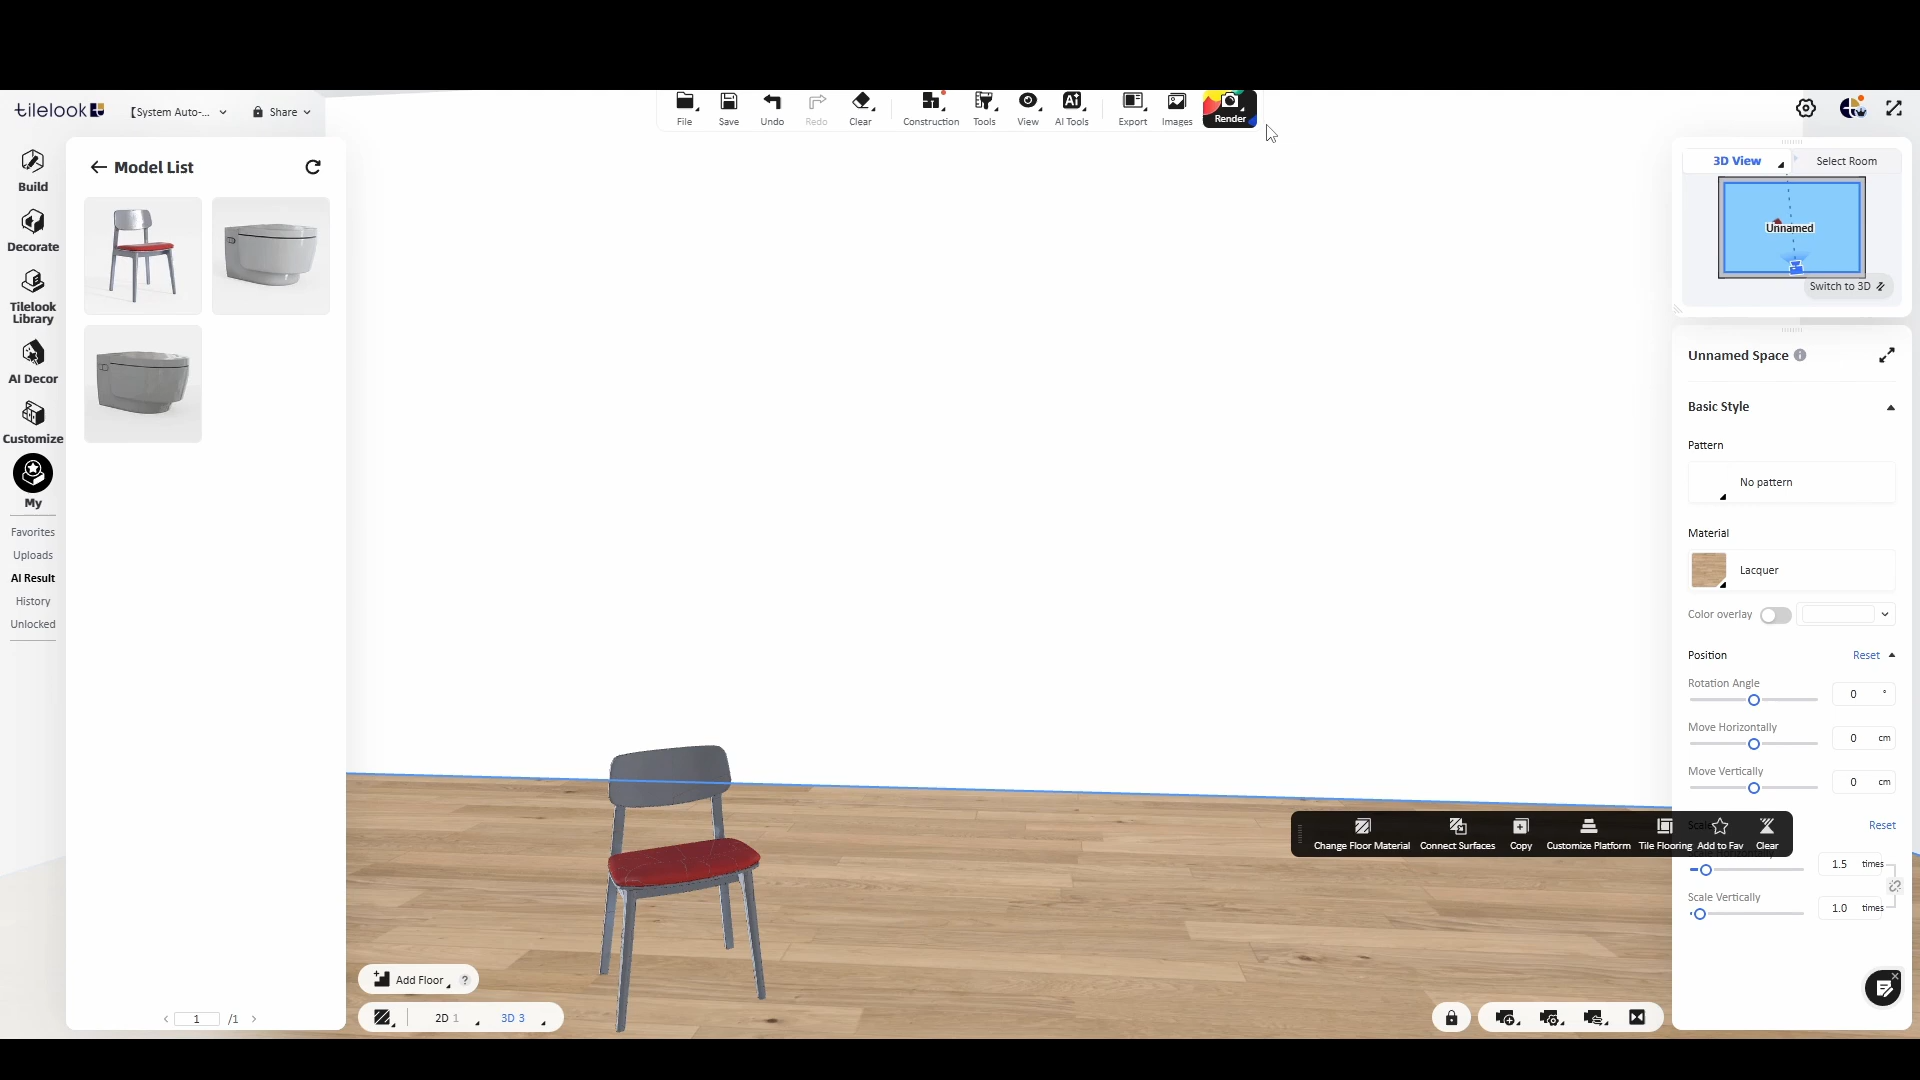 tilelook
【System Auto-...
Share
File
Save
Undo
Redo
Clear
Construction
Tools
View
AI Tools
Export
Images
Render
Build
Decorate
Tilelook
Library
AI Decor
Customize
My
Favorites
Uploads
AI Result
History
Unlocked
Model List
1
/1
3D View
Select Room
Unnamed
Switch to 3D
Unnamed Space
Basic Style
Pattern
No pattern
Material
Lacquer
Color overlay
Position
Reset
Rotation Angle
0 °
Move Horizontally
0 cm
Move Vertically
0 cm
Reset
1.5 times
Scale Vertically
1.0 times
Change Floor Material
Connect Surfaces
Copy
Customize Platform
Tile Flooring
Add to Fav
Clear
Add Floor
?
2D 1
3D 3